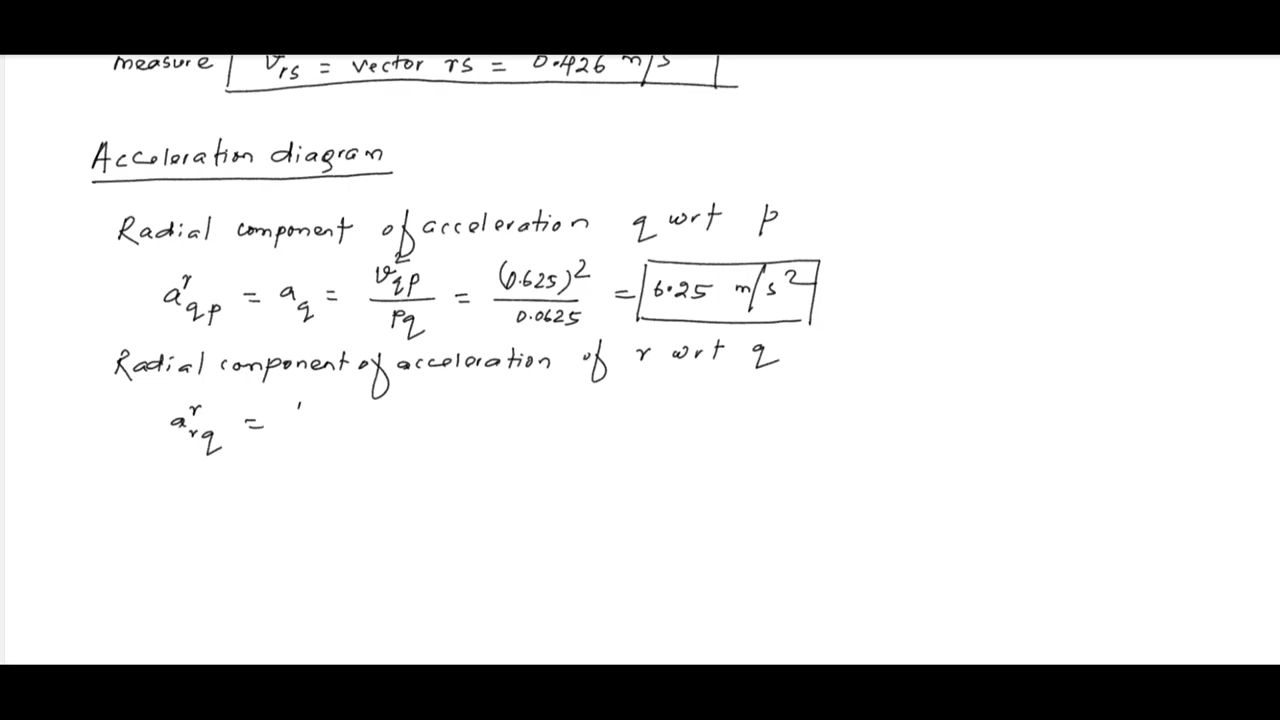 measure v_rs = vector rs = 0.426 m/s
Acceleration diagram
Radial component of acceleration q wrt p
a^r_qp = a_q = v²_qp / pq = (0.625)² / 0.0625 = 6.25 m/s²
Radial component of acceleration of r wrt q
a^r_rq =